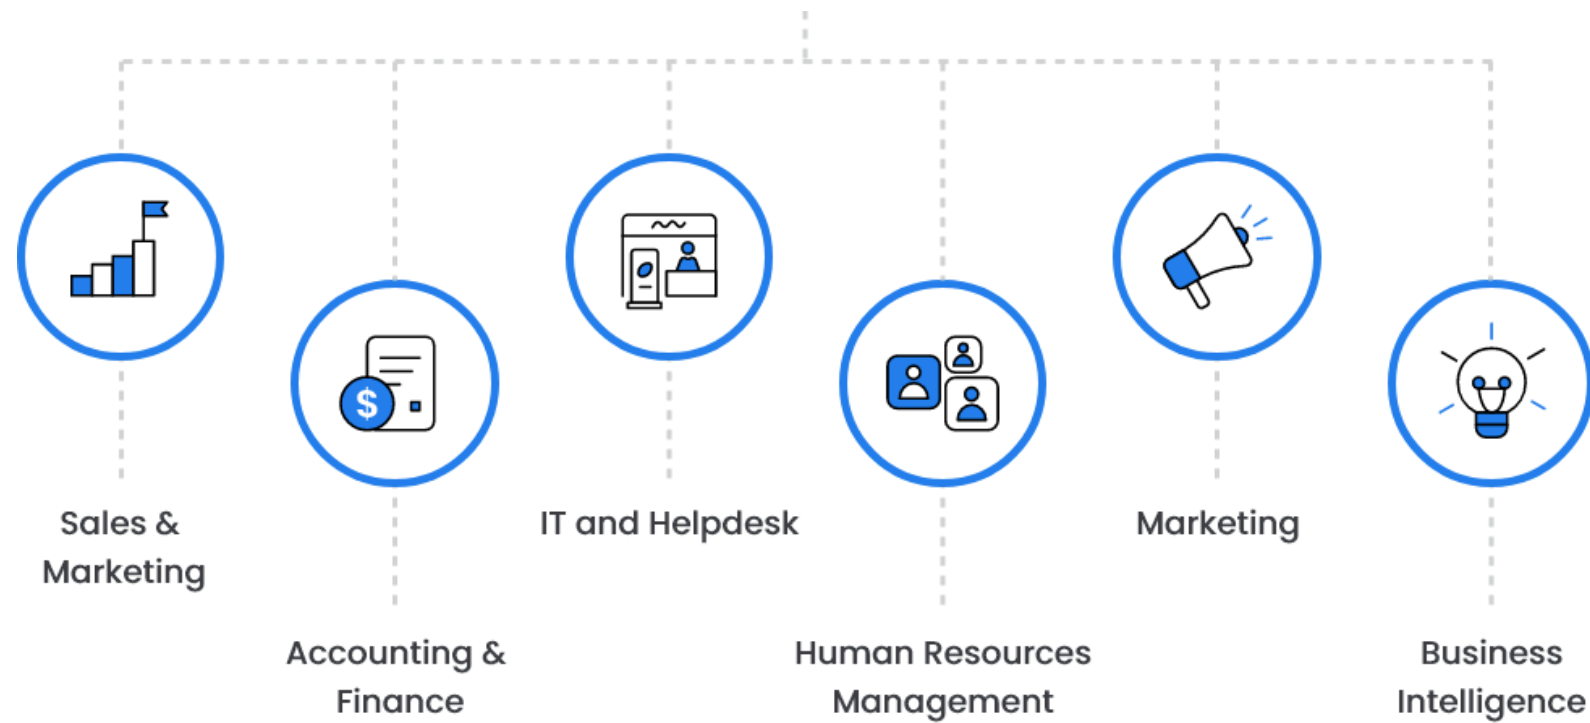 Sales &
Marketing
Accounting &
Finance
$
IT and Helpdesk
Human Resources
Management
Marketing
Business
Intelligence